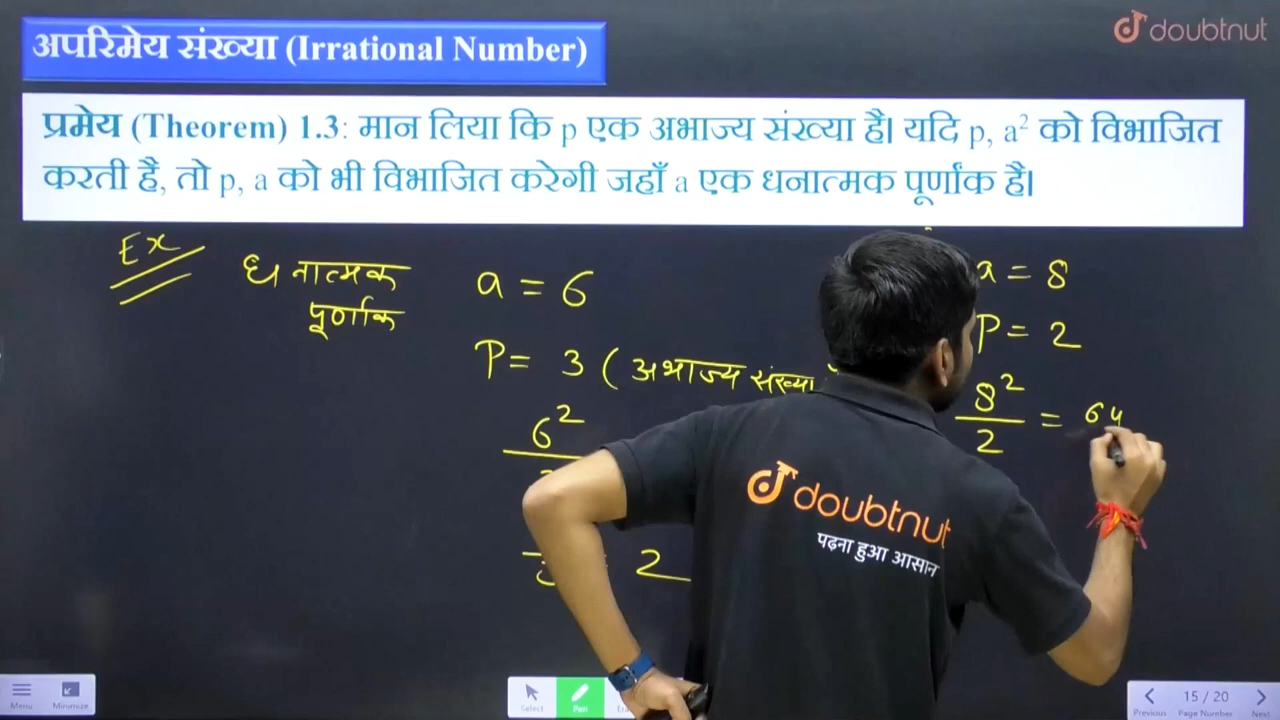 अपरिमेय संख्या (Irrational Number)
doubtnut
प्रमेय (Theorem) 1.3: मान लिया कि p एक अभाज्य संख्या है। यदि p, a² को विभाजित
करती है, तो p, a को भी विभाजित करेगी जहाँ a एक धनात्मक पूर्णांक है।
Ex
धनात्मक
पूर्णांक
a = 6
P = 3 (अभाज्य संख्या
6²
2
a = 8
P = 2
8²
2
= 64
doubtnut
पढ़ना हुआ आसान
Menu
Minimize
Select
Pen
15 / 20
Previous
Page Number
Next